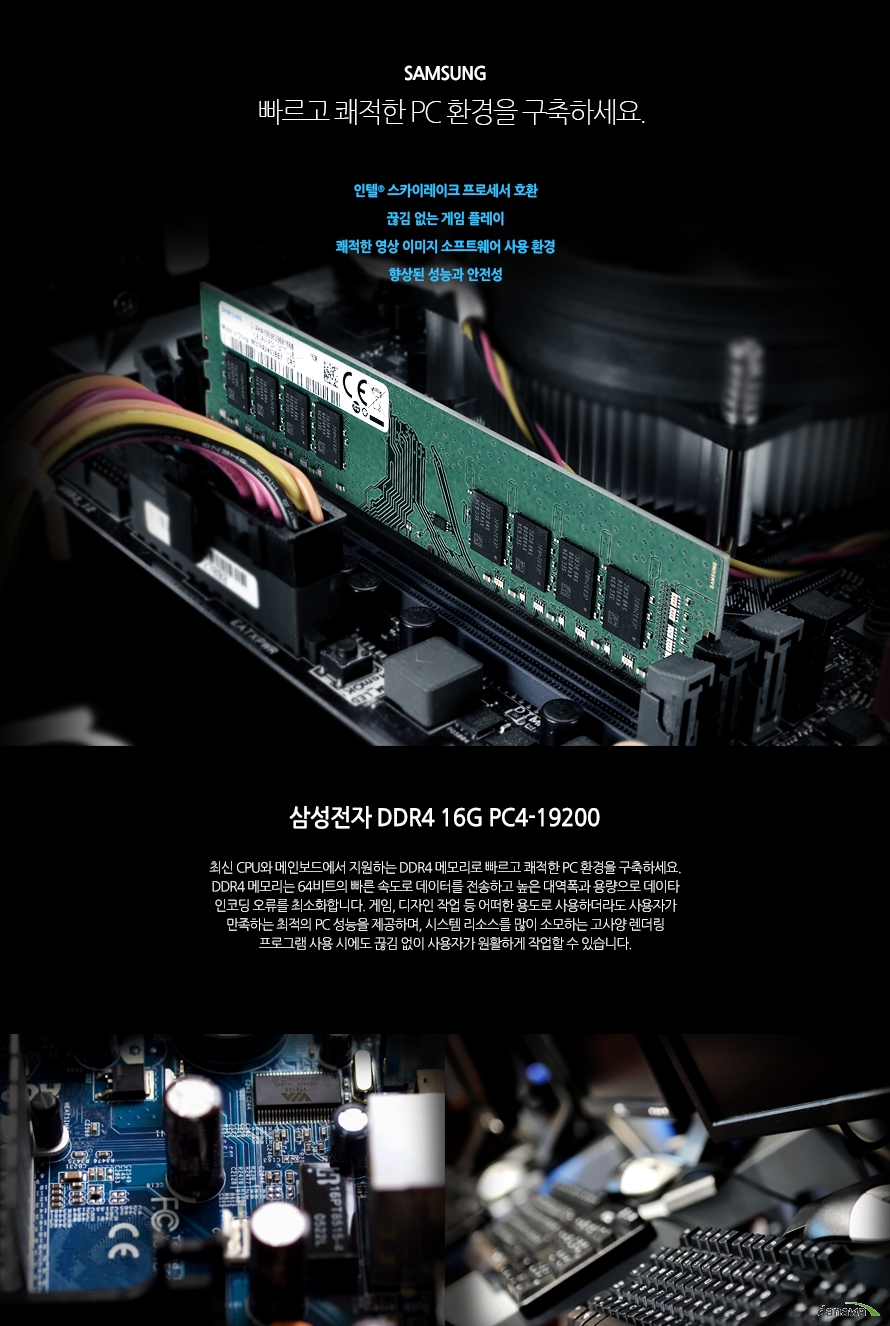 SAMSUNG
빠르고 쾌적한 PC 환경을 구축하세요.
인텔® 스카이레이크 프로세서 호환
끊김 없는 게임 플레이
쾌적한 영상 이미지 소프트웨어 사용 환경
향상된 성능과 안전성
SAMSUNG
CE
SAMSUNG
EATXPWR
삼성전자 DDR4 16G PC4-19200
최신 CPU와 메인보드에서 지원하는 DDR4 메모리로 빠르고 쾌적한 PC 환경을 구축하세요.
DDR4 메모리는 64비트의 빠른 속도로 데이터를 전송하고 높은 대역폭과 용량으로 데이타
인코딩 오류를 최소화합니다. 게임, 디자인 작업 등 어떠한 용도로 사용하더라도 사용자가
만족하는 최적의 PC 성능을 제공하며, 시스템 리소스를 많이 소모하는 고사양 렌더링
프로그램 사용 시에도 끊김 없이 사용자가 원활하게 작업할 수 있습니다.
VIA
FC
CE
danawa